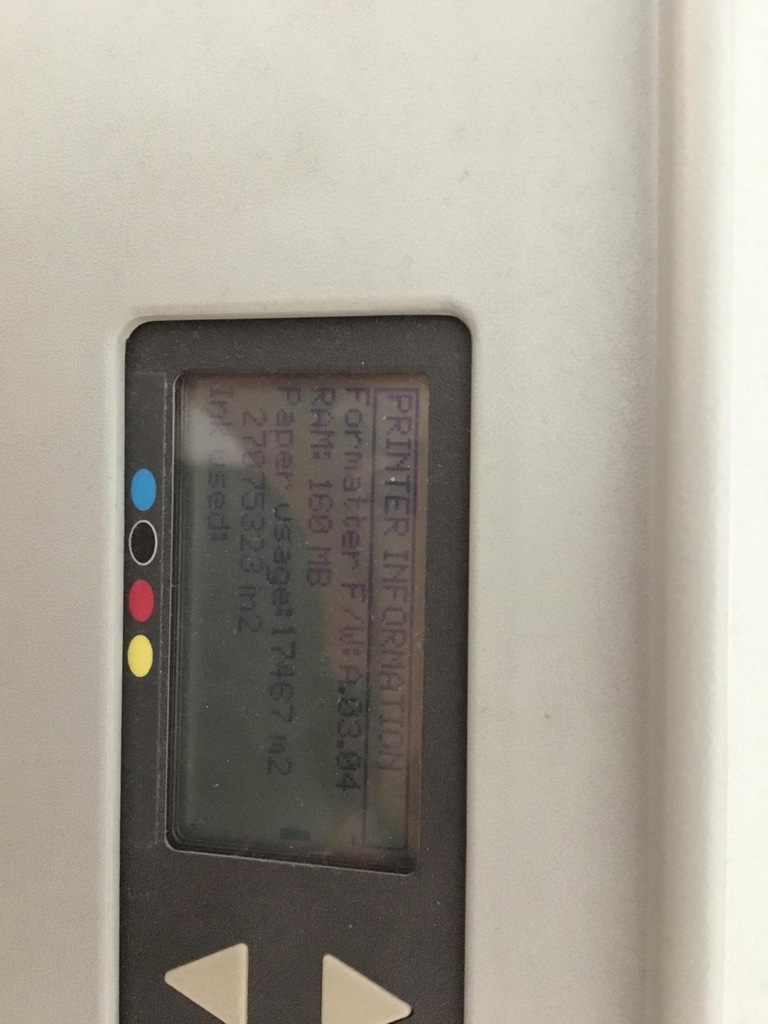 PRINTER INFORMATION
Formatter F/W:A.03.04
RAM: 160 MB
Paper usage:17467 m2
27075323 in2
Ink used: